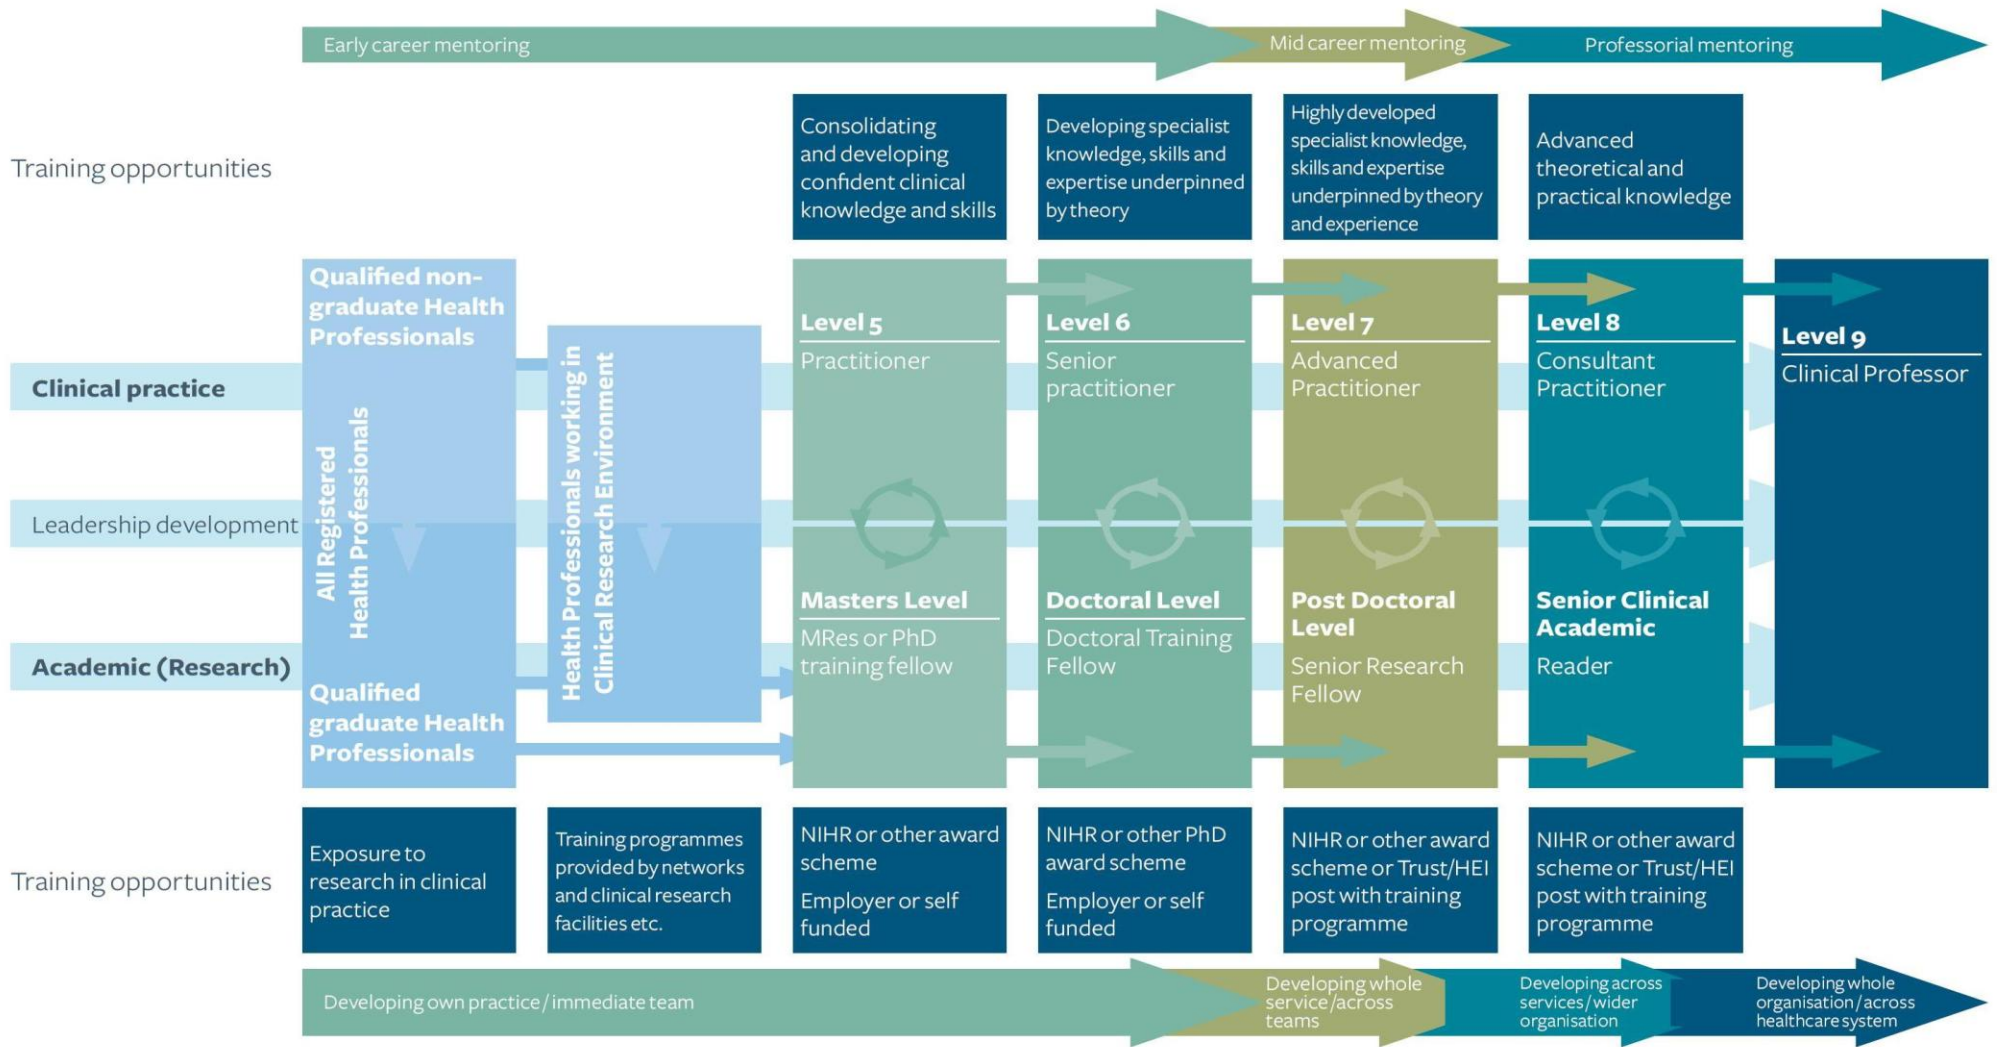 Early career mentoring
Mid career mentoring
Professorial mentoring
Training opportunities
Consolidating
and developing
confident clinical
knowledge and skills
Developing specialist
knowledge, skills and
expertise underpinned
by theory
Highly developed
specialist knowledge,
skills and expertise
underpinned by theory
and experience
Advanced
theoretical and
practical knowledge
Clinical practice
Leadership development
Academic (Research)
Qualified non-
graduate Health
Professionals
All Registered
Health Professionals
Qualified
graduate Health
Professionals
Health Professionals working in
Clinical Research Environment
Level 5
Practitioner
Masters Level
MRes or PhD
training fellow
Level 6
Senior
practitioner
Doctoral Level
Doctoral Training
Fellow
Level 7
Advanced
Practitioner
Post Doctoral
Level
Senior Research
Fellow
Level 8
Consultant
Practitioner
Senior Clinical
Academic
Reader
Level 9
Clinical Professor
Training opportunities
Exposure to
research in clinical
practice
Training programmes
provided by networks
and clinical research
facilities etc.
NIHR or other award
scheme
Employer or self
funded
NIHR or other PhD
award scheme
Employer or self
funded
NIHR or other award
scheme or Trust/HEI
post with training
programme
NIHR or other award
scheme or Trust/HEI
post with training
programme
Developing own practice/immediate team
Developing whole
service/across
teams
Developing across
services/wider
organisation
Developing whole
organisation/across
healthcare system